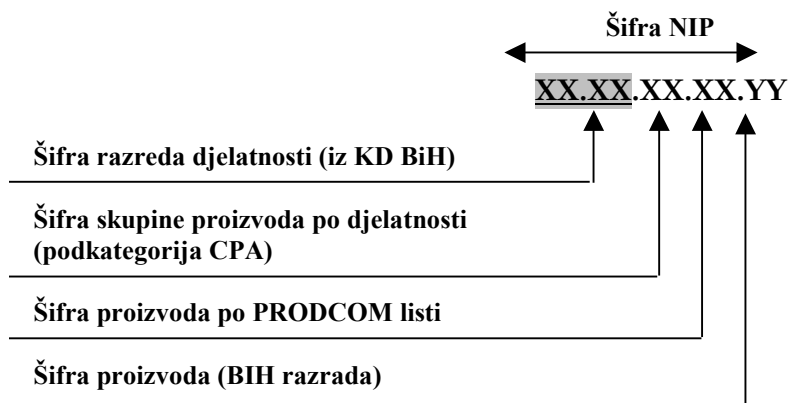 Šifra NIP
XX.XX.XX.XX.YY
Šifra razreda djelatnosti (iz KD BiH)
Šifra skupine proizvoda po djelatnosti
(podkategorija CPA)
Šifra proizvoda po PRODCOM listi
Šifra proizvoda (BIH razrada)